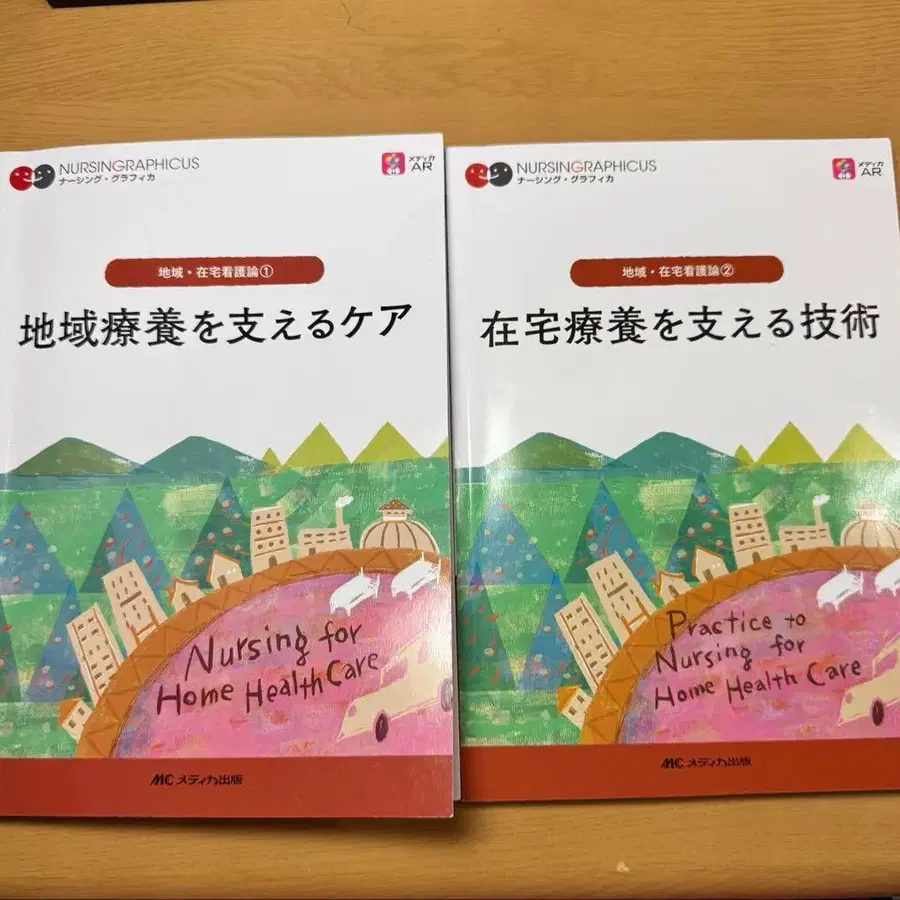 NURSINGRAPHICUS
ナーシング・グラフィカ
メディカ
AR
地域・在宅看護論①
地域療養を支えるケア
Nursing for
Home Health Care
MC メディカ出版
NURSINGRAPHICUS
ナーシング・グラフィカ
メディカ
AR
地域・在宅看護論②
在宅療養を支える技術
Practice to
Nursing for
Home Health Care
MC メディカ出版